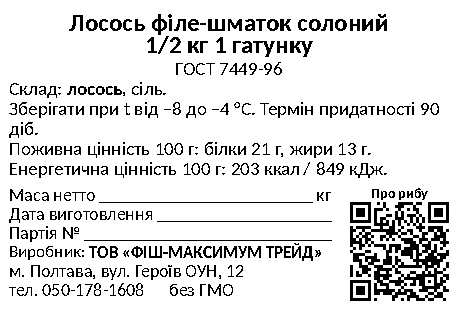 Лосось філе-шматок солоний
1/2 кг 1 гатунку
ГОСТ 7449-96
Склад: лосось, сіль.
Зберігати при t від –8 до –4 °C. Термін придатності 90
діб.
Поживна цінність 100 г: білки 21 г, жири 13 г.
Енергетична цінність 100 г: 203 ккал / 849 кДж.
Маса нетто ________________________ кг
Про рибу
Дата виготовлення ____________________
Партія № ____________________________
Виробник: ТОВ «ФІШ-МАКСИМУМ ТРЕЙД»
м. Полтава, вул. Героїв ОУН, 12
тел. 050-178-1608 без ГМО